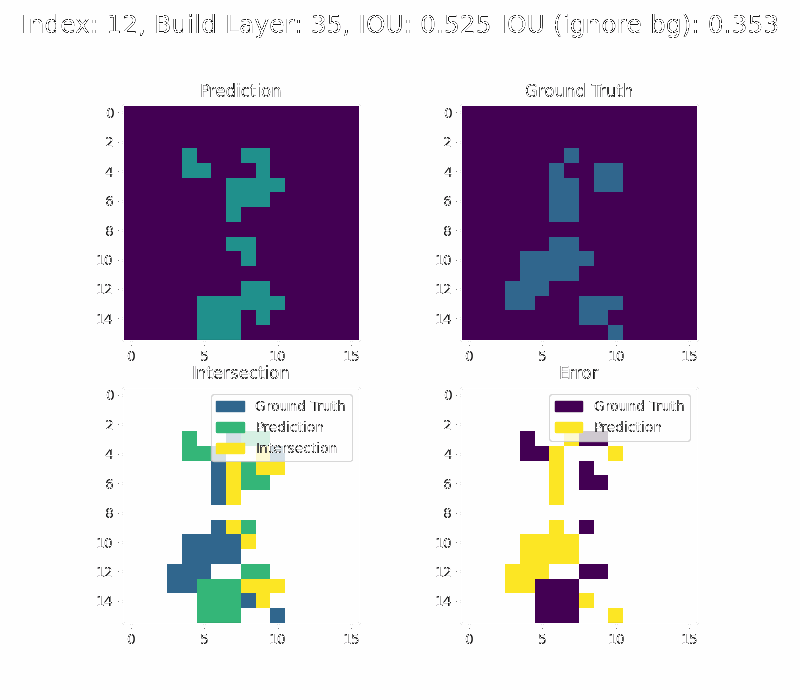 Index: 12, Build Layer: 35, IOU: 0.525 IOU (ignore bg): 0.353
Prediction Ground Truth
0 0
2 2
4 4
6 6
8 8
10 10
12 12
14 14
0 5 10 15 0 5 10 15
Intersection Error
0 0
Ground Truth Ground Truth
2 2
Prediction Prediction
Intersection
4 4
6 6
8 8
10 10
12 12
14 14
0 5 10 15 0 5 10 15